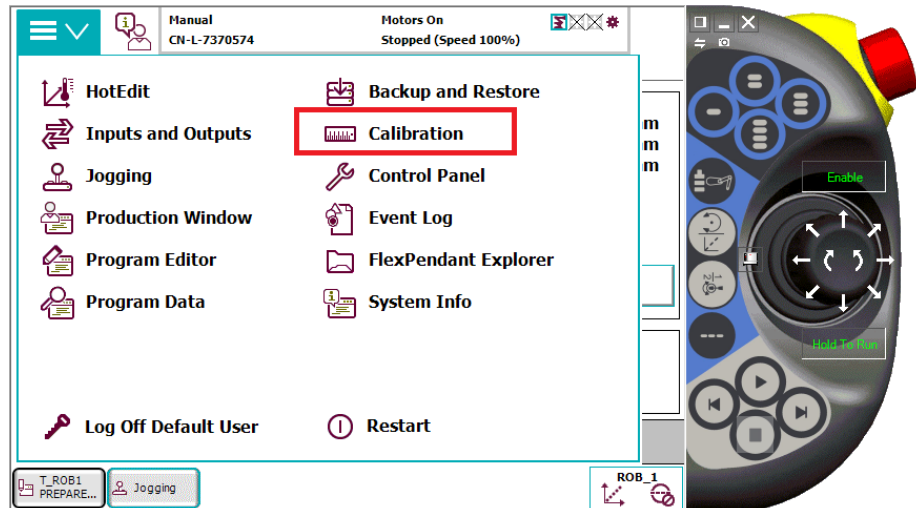 Manual
CN-L-7370574
Motors On
Stopped (Speed 100%)
HotEdit
Backup and Restore
Inputs and Outputs
Calibration
Jogging
Control Panel
Production Window
Event Log
Program Editor
FlexPendant Explorer
Program Data
System Info
Log Off Default User
Restart
m
m
m
T_ROB1
PREPARE...
Jogging
ROB_1
Enable
Hold To Run